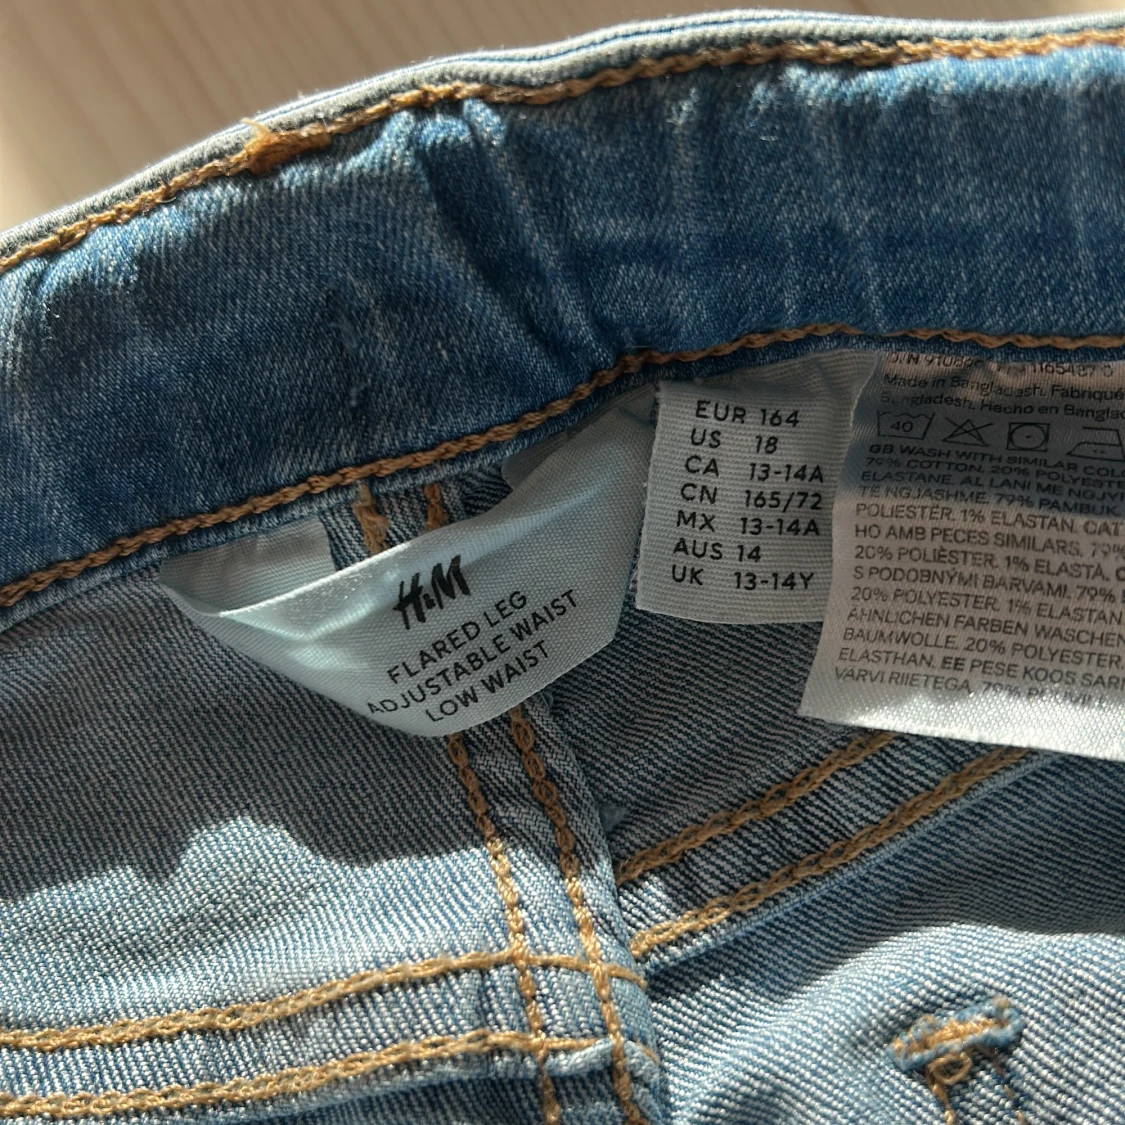 H&M
FLARED LEG
ADJUSTABLE WAIST
LOW WAIST
EUR 164
US 18
CA 13-14A
CN 165/72
MX 13-14A
AUS 14
UK 13-14Y
Made in Bangladesh. Fabriqué
Bangladesh. Hecho en Banglad
40
GB WASH WITH SIMILAR COLO
79% COTTON. 20% POLYESTE
ELASTANE. AL LANI ME NGJY
TË NGJASHME. 79% PAMBUK
POLIESTËR. 1% ELASTAN. CAT
HO AMB PECES SIMILARS. 79%
20% POLIÈSTER. 1% ELASTÀ.
S PODOBNÝMI BARVAMI. 79%
20% POLYESTER. 1% ELASTAN
ÄHNLICHEN FARBEN WASCHEN
BAUMWOLLE. 20% POLYESTER.
ELASTHAN. EE PESE KOOS SARN
VÄRVI RIIETEGA. 79%